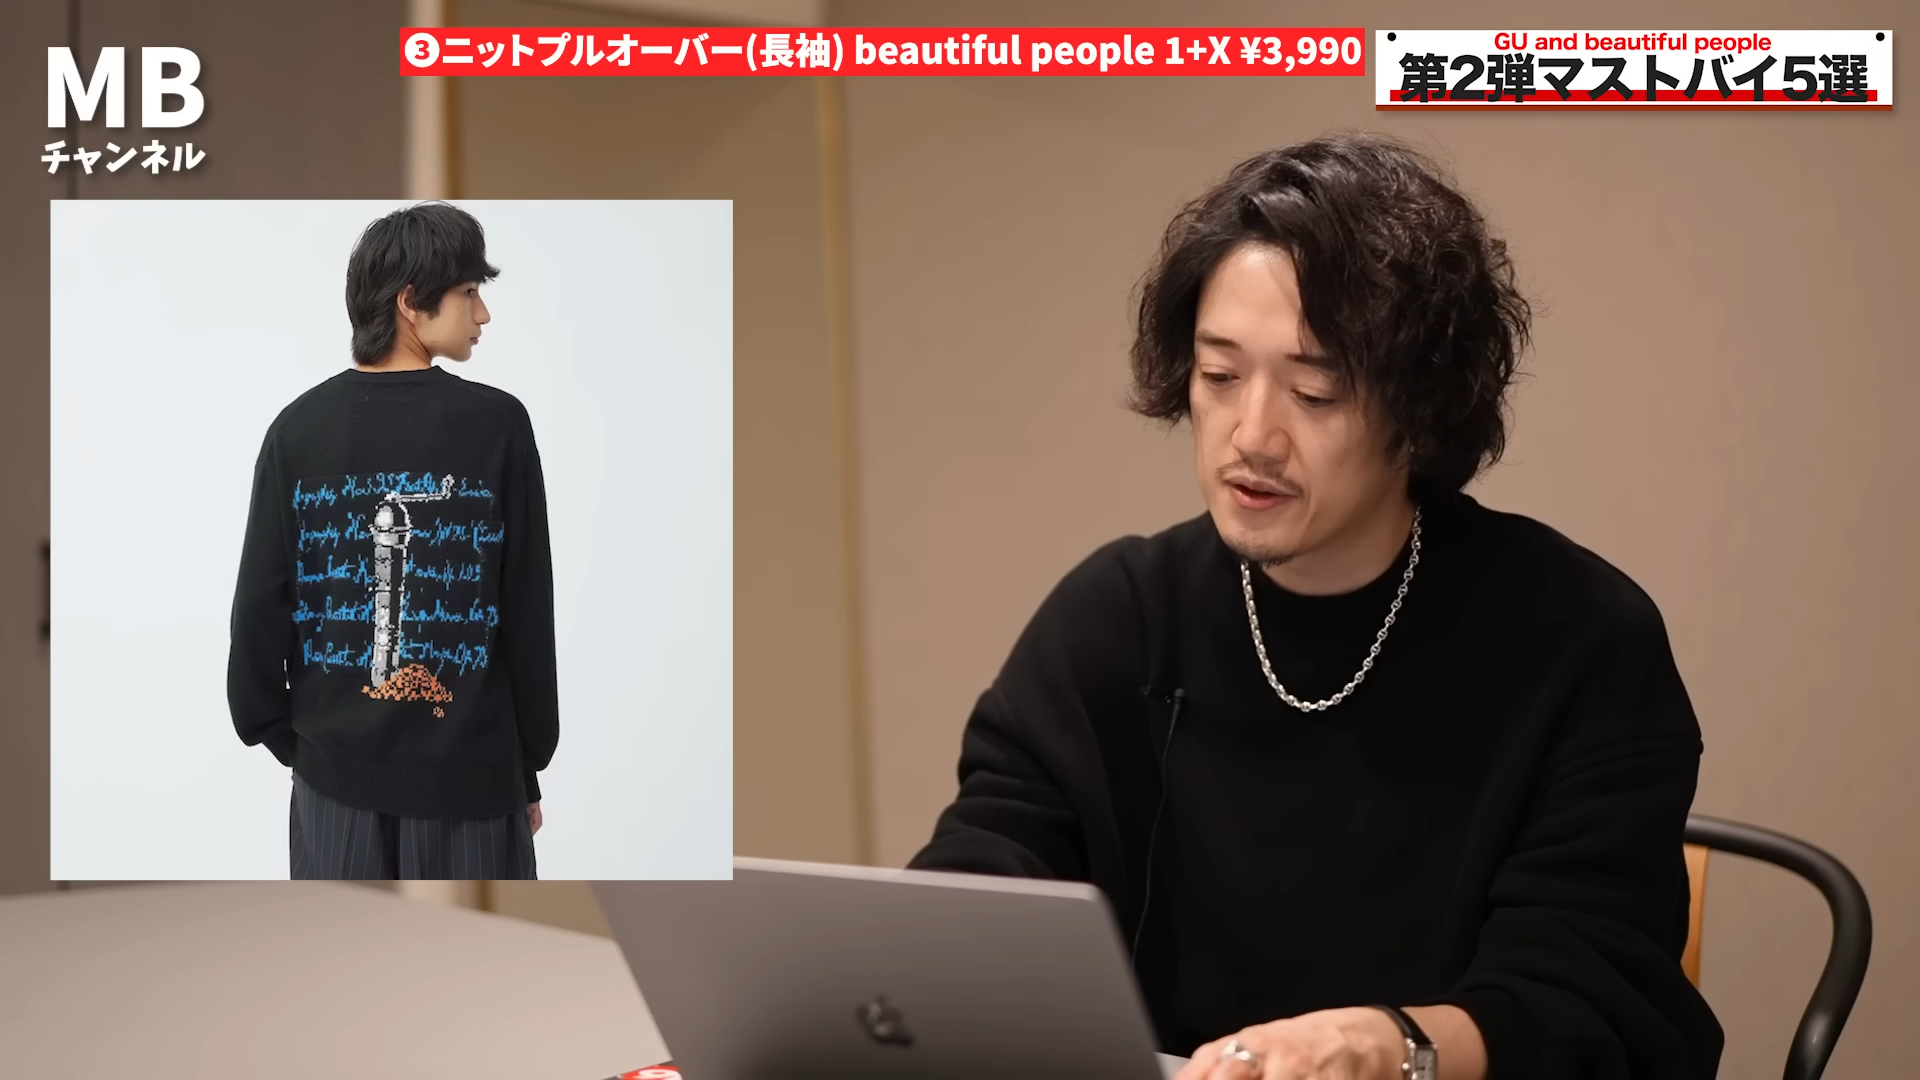 MB
チャンネル
❸ニットプルオーバー(長袖) beautiful people 1+X ¥3,990
GU and beautiful people
第2弾マストバイ5選